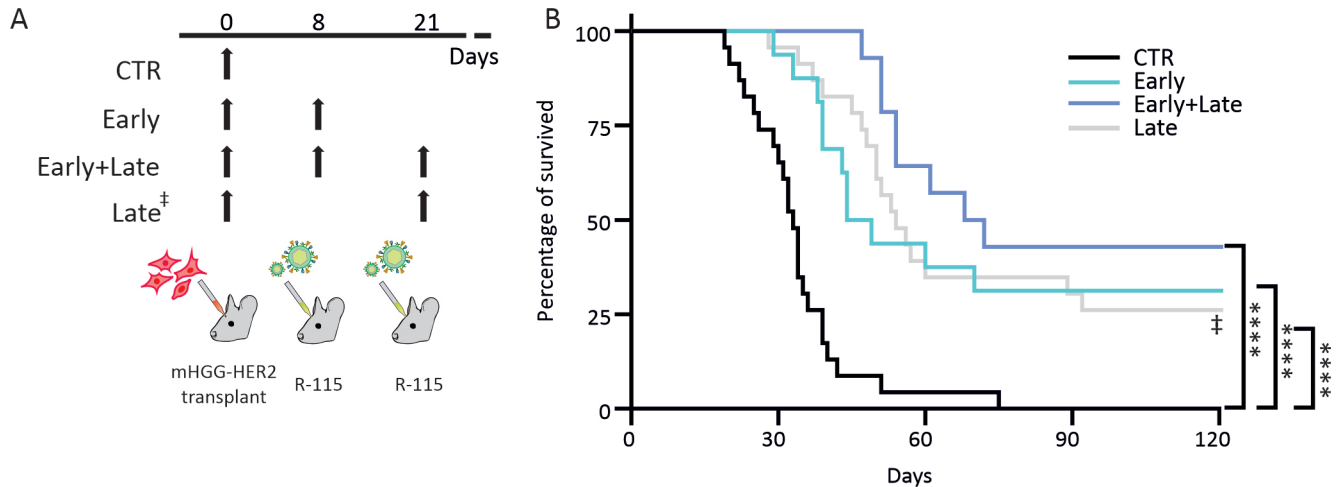 A
0 8 21
Days
CTR
Early
Early+Late
Late‡
mHGG-HER2
transplant
R-115
R-115
B
Percentage of survived
100
75
50
25
0
0 30 60 90 120
Days
CTR
Early
Early+Late
Late
‡
****
****
****